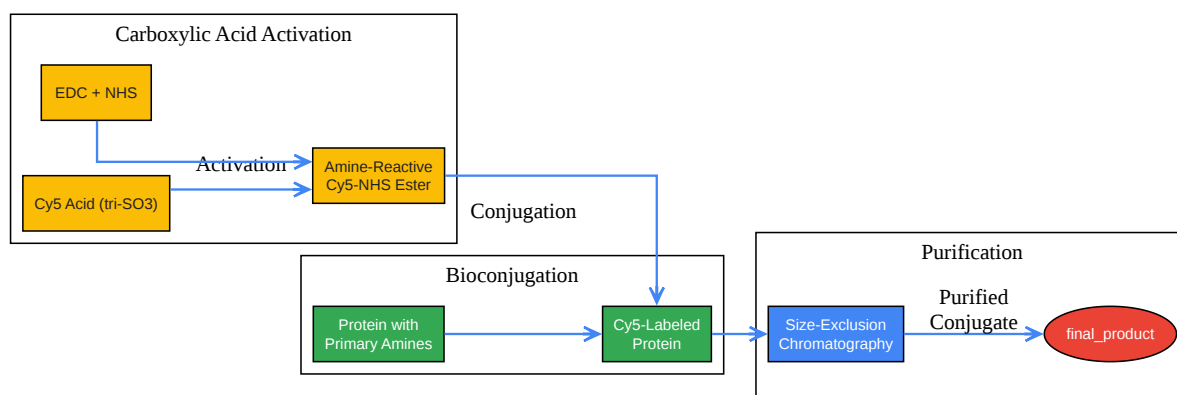 Carboxylic Acid Activation
EDC + NHS
Activation
Cy5 Acid (tri-SO3)
Amine-Reactive
Cy5-NHS Ester
Conjugation
Bioconjugation
Protein with
Primary Amines
Cy5-Labeled
Protein
Purification
Size-Exclusion
Chromatography
Purified
Conjugate
final_product